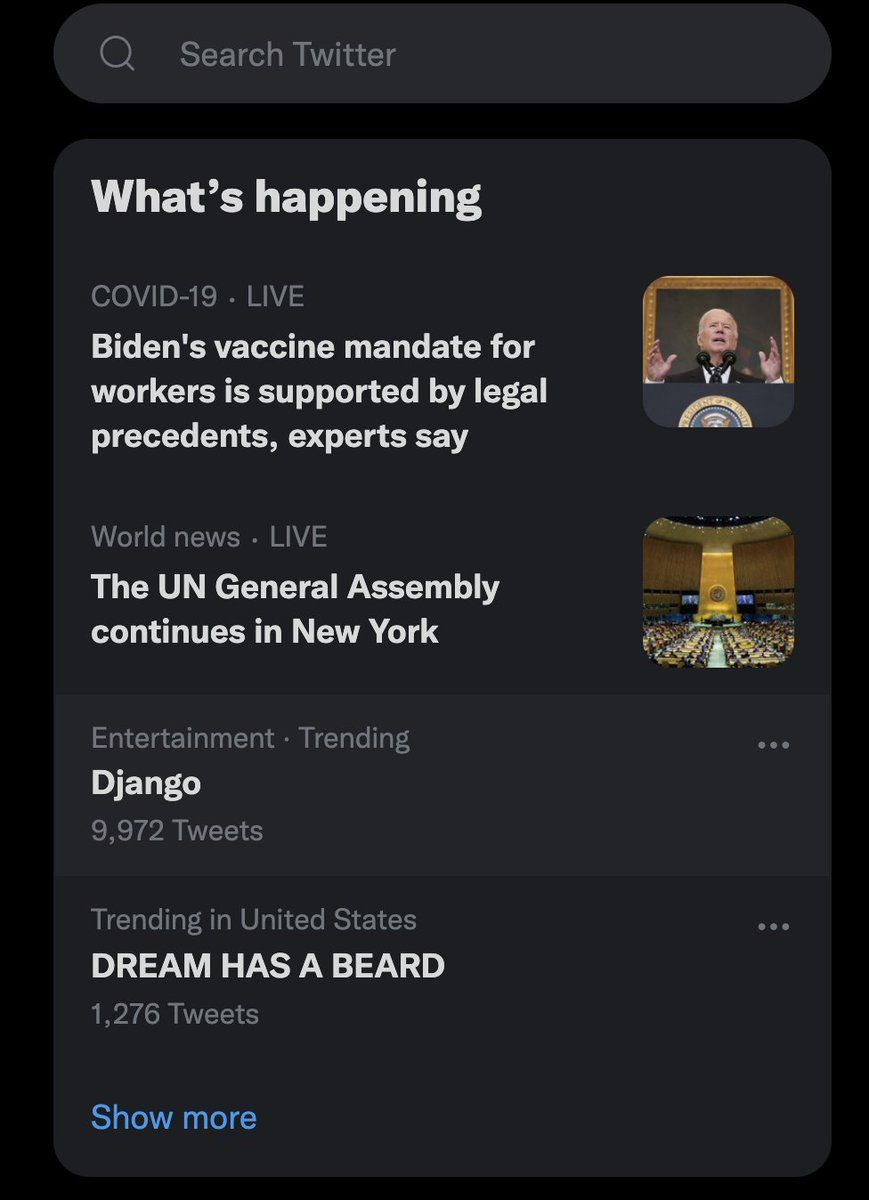 Search Twitter
What’s happening
COVID-19 · LIVE
Biden's vaccine mandate for
workers is supported by legal
precedents, experts say
World news · LIVE
The UN General Assembly
continues in New York
Entertainment · Trending
Django
9,972 Tweets
Trending in United States
DREAM HAS A BEARD
1,276 Tweets
Show more